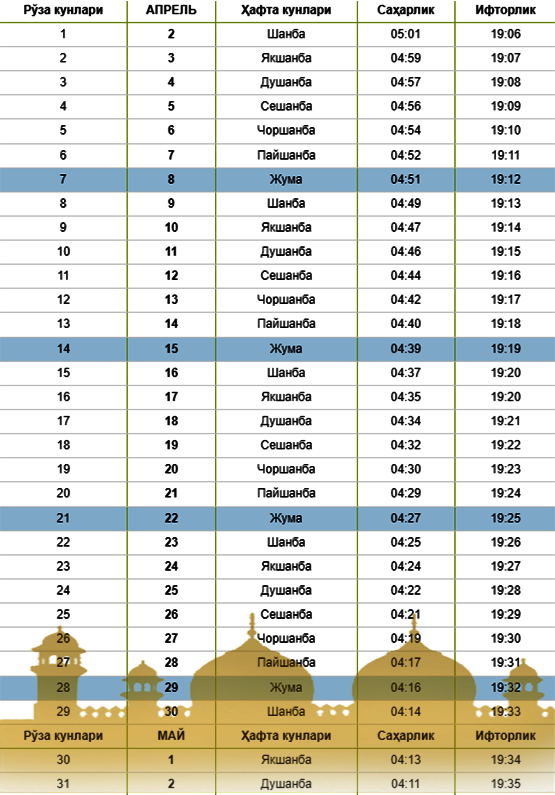 Рўза кунлари АПРЕЛЬ Ҳафта кунлари Саҳарлик Ифторлик
1 2 Шанба 05:01 19:06
2 3 Якшанба 04:59 19:07
3 4 Душанба 04:57 19:08
4 5 Сешанба 04:56 19:09
5 6 Чоршанба 04:54 19:10
6 7 Пайшанба 04:52 19:11
7 8 Жума 04:51 19:12
8 9 Шанба 04:49 19:13
9 10 Якшанба 04:47 19:14
10 11 Душанба 04:46 19:15
11 12 Сешанба 04:44 19:16
12 13 Чоршанба 04:42 19:17
13 14 Пайшанба 04:40 19:18
14 15 Жума 04:39 19:19
15 16 Шанба 04:37 19:20
16 17 Якшанба 04:35 19:20
17 18 Душанба 04:34 19:21
18 19 Сешанба 04:32 19:22
19 20 Чоршанба 04:30 19:23
20 21 Пайшанба 04:29 19:24
21 22 Жума 04:27 19:25
22 23 Шанба 04:25 19:26
23 24 Якшанба 04:24 19:27
24 25 Душанба 04:22 19:28
25 26 Сешанба 04:21 19:29
26 27 Чоршанба 04:19 19:30
27 28 Пайшанба 04:17 19:31
28 29 Жума 04:16 19:32
29 30 Шанба 04:14 19:33
Рўза кунлари МАЙ Ҳафта кунлари Саҳарлик Ифторлик
30 1 Якшанба 04:13 19:34
31 2 Душанба 04:11 19:35